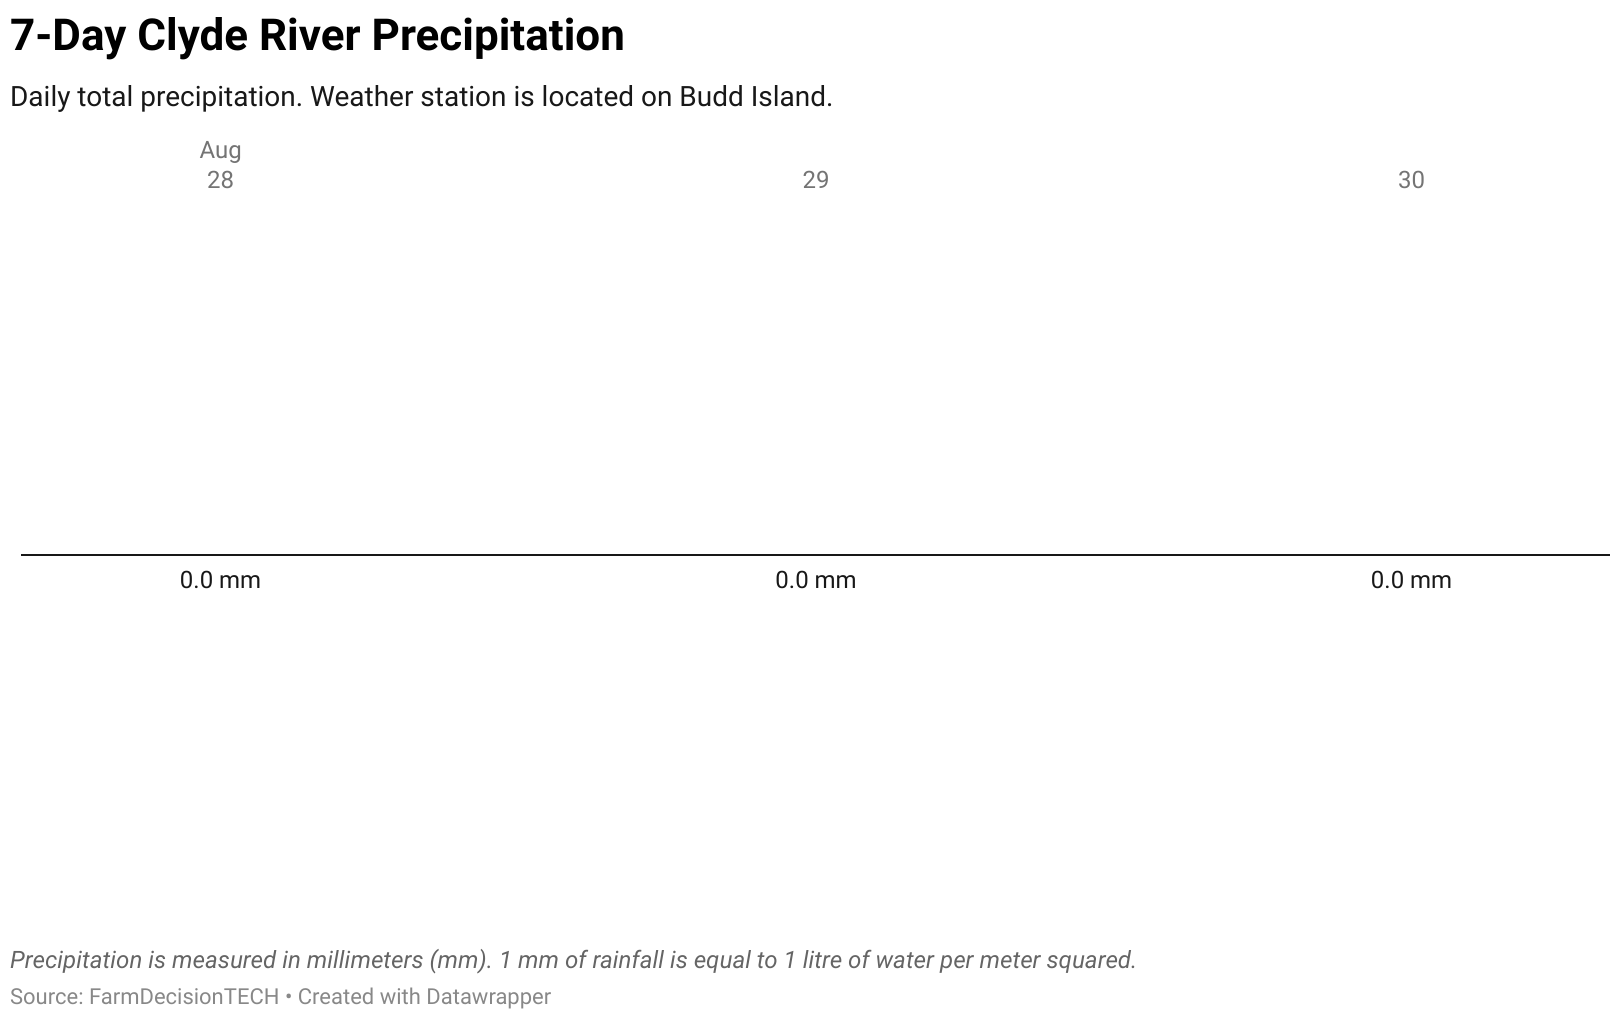 7-Day Clyde River Precipitation
Daily total precipitation. Weather station is located on Budd Island.
Aug
28 29 30
0.0 mm 0.0 mm 0.0 mm
Precipitation is measured in millimeters (mm). 1 mm of rainfall is equal to 1 litre of water per meter squared.
Source: FarmDecisionTECH • Created with Datawrapper